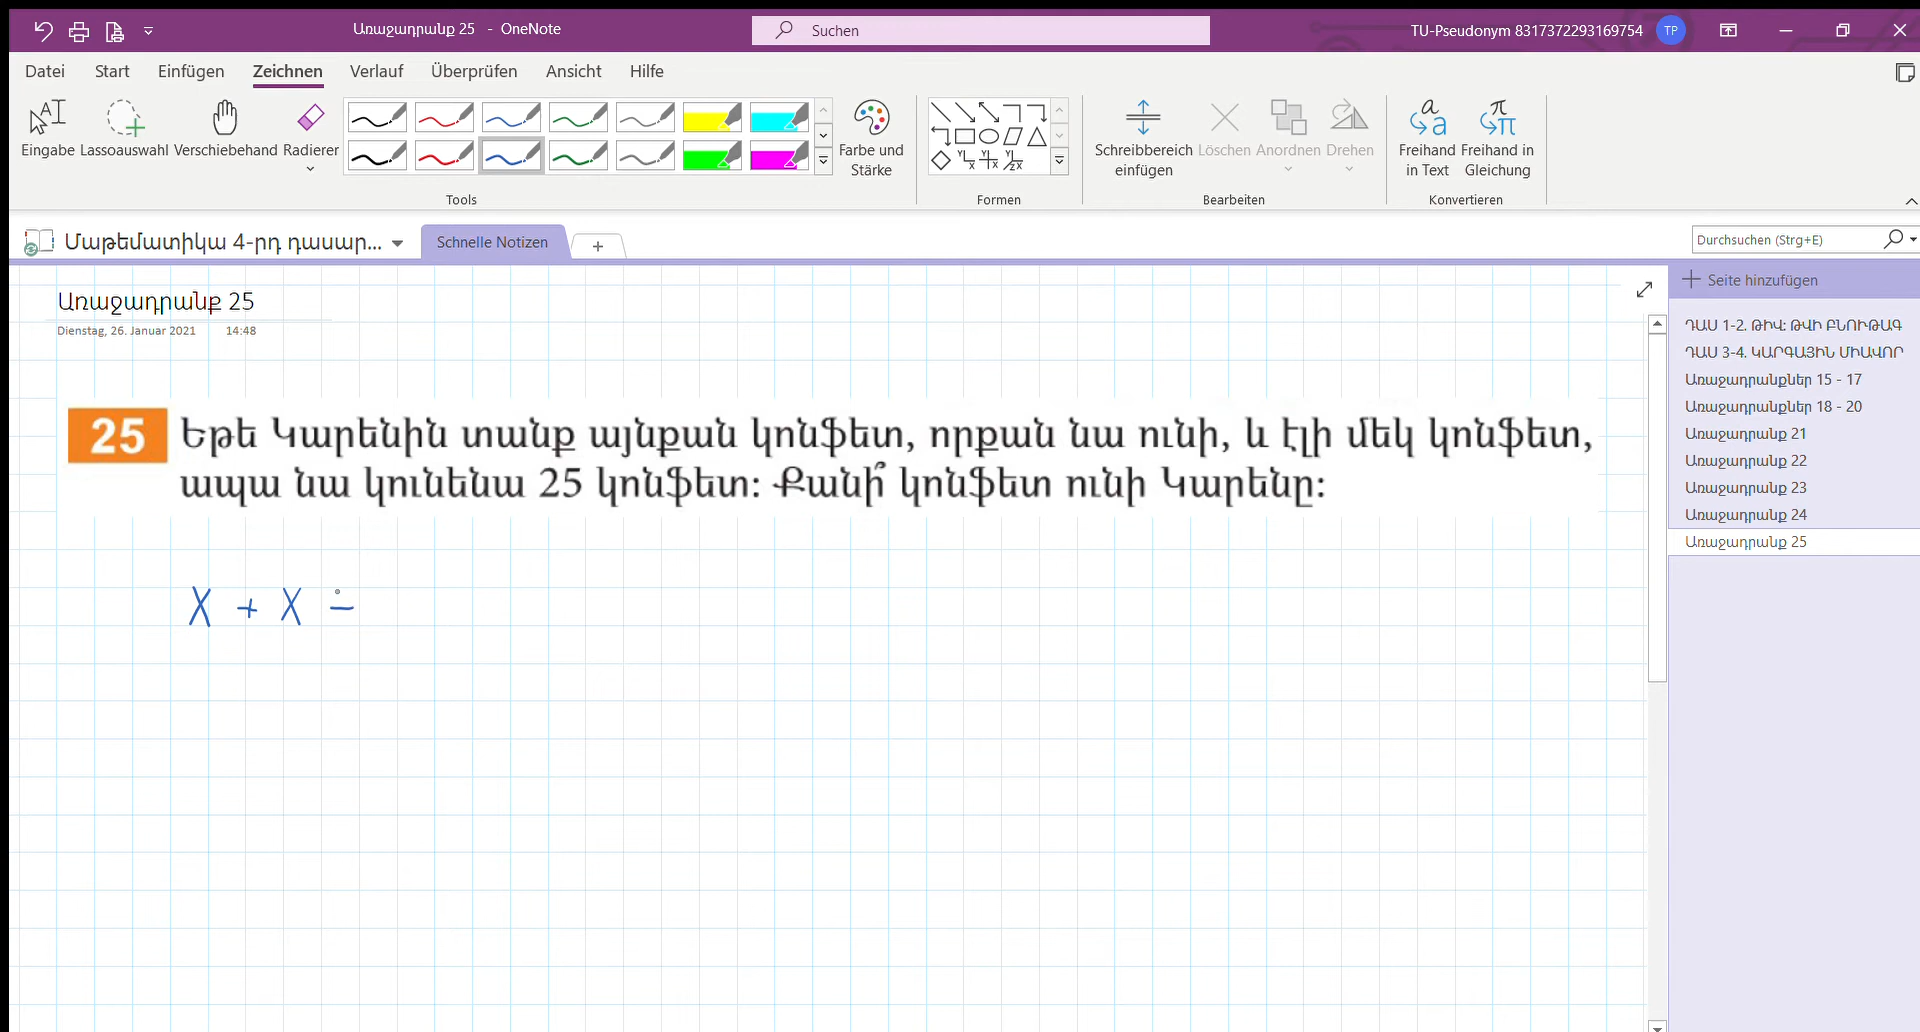 Առաջադրանք 25 - OneNote
Suchen
TU-Pseudonym 8317372293169754
TP
Datei Start Einfügen Zeichnen Verlauf Überprüfen Ansicht Hilfe
Eingabe Lassoauswahl Verschiebehand Radierer
Farbe und Stärke
Schreibbereich einfügen
Löschen Anordnen Drehen
Freihand in Text
Freihand in Gleichung
Tools Formen Bearbeiten Konvertieren
Մաթեմատիկա 4-րդ դասար...
Schnelle Notizen
Durchsuchen (Strg+E)
Առաջադրանք 25
Dienstag, 26. Januar 2021 14:48
25 Եթե Կարենին տանք այնքան կոնֆետ, որքան նա ունի, և էլի մեկ կոնֆետ,
ապա նա կունենա 25 կոնֆետ: Քանի՞ կոնֆետ ունի Կարենը:
X + X –
Seite hinzufügen
ԴԱՍ 1-2. ԹԻՎ: ԹՎԻ ԲՆՈՒԹԱԳ
ԴԱՍ 3-4. ԿԱՐԳԱՅԻՆ ՄԻԱՎՈՐ
Առաջադրանքներ 15 - 17
Առաջադրանքներ 18 - 20
Առաջադրանք 21
Առաջադրանք 22
Առաջադրանք 23
Առաջադրանք 24
Առաջադրանք 25